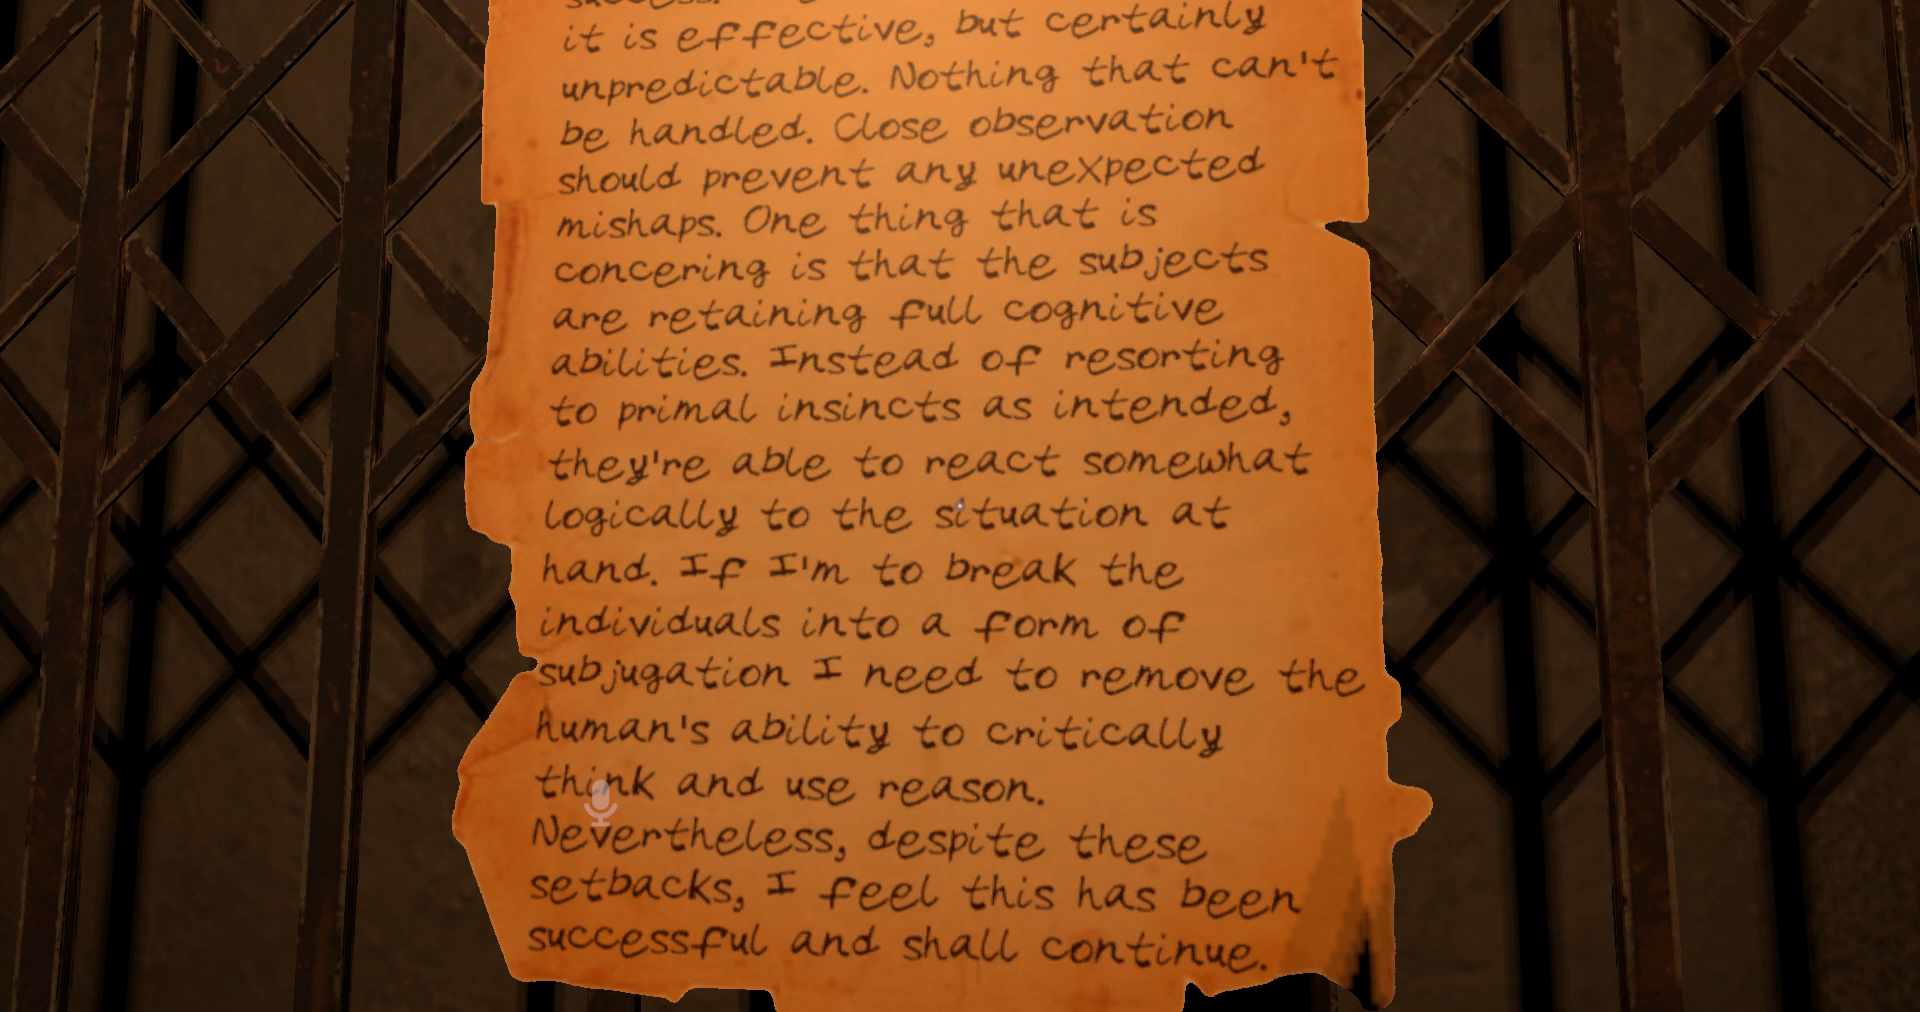 success.
it is effective, but certainly
unpredictable. Nothing that can't
be handled. Close observation
should prevent any unexpected
mishaps. One thing that is
concering is that the subjects
are retaining full cognitive
abilities. Instead of resorting
to primal insincts as intended,
they're able to react somewhat
logically to the situation at
hand. If I'm to break the
individuals into a form of
subjugation I need to remove the
human's ability to critically
think and use reason.
Nevertheless, despite these
setbacks, I feel this has been
successful and shall continue.